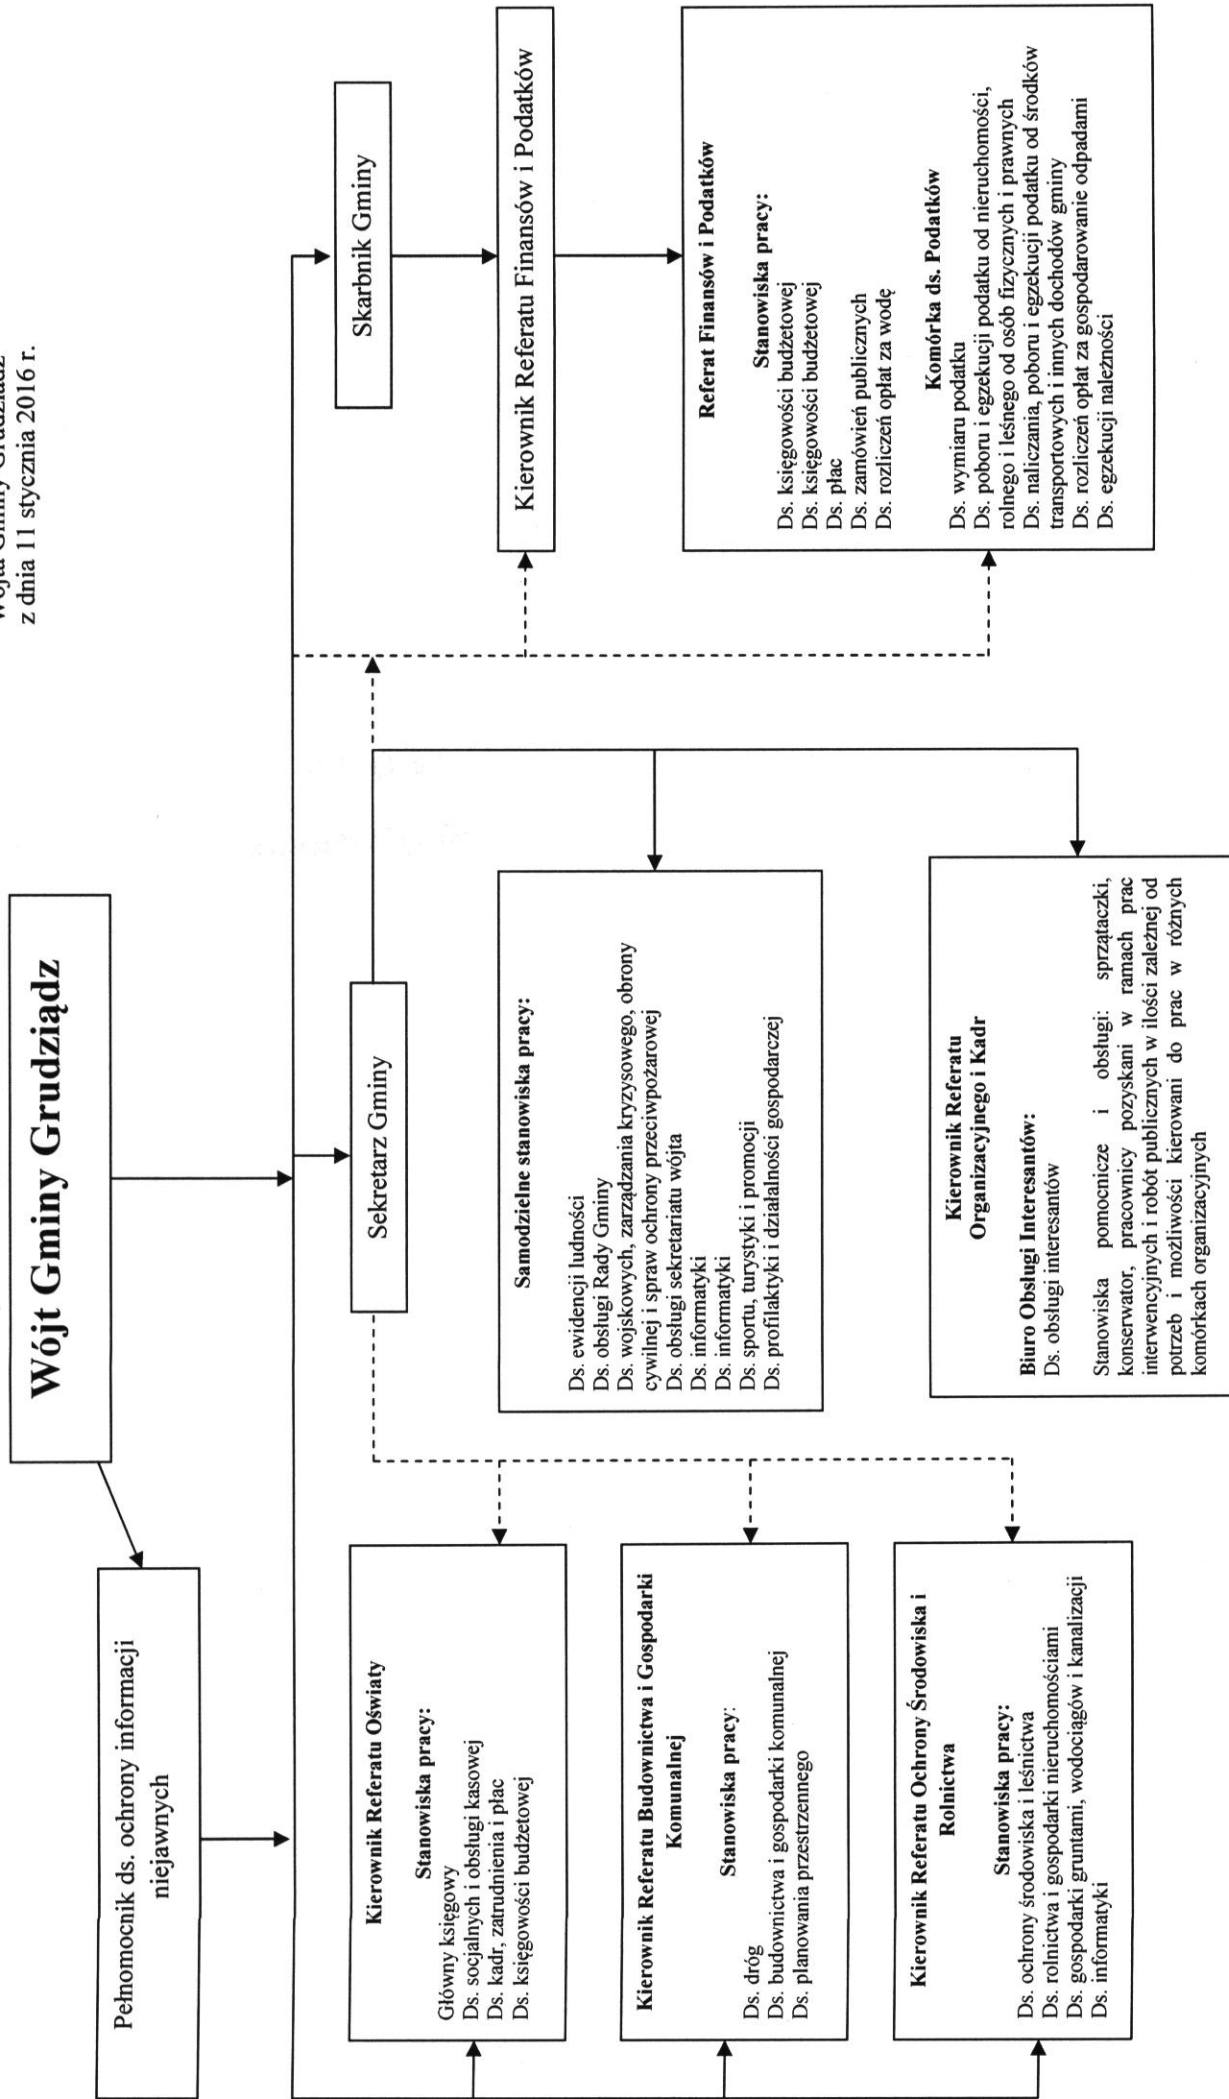 Wójta Gminy Grudziądz
z dnia 11 stycznia 2016 r.
Wójt Gminy Grudziądz
Pełnomocnik ds. ochrony informacji
niejawnych
Sekretarz Gminy
Skarbnik Gminy
Kierownik Referatu Finansów i Podatków
Kierownik Referatu Oświaty
Stanowiska pracy:
Główny księgowy
Ds. socjalnych i obsługi kasowej
Ds. kadr, zatrudnienia i płac
Ds. księgowości budżetowej
Kierownik Referatu Budownictwa i Gospodarki
Komunalnej
Stanowiska pracy:
Ds. dróg
Ds. budownictwa i gospodarki komunalnej
Ds. planowania przestrzennego
Kierownik Referatu Ochrony Środowiska i
Rolnictwa
Stanowiska pracy:
Ds. ochrony środowiska i leśnictwa
Ds. rolnictwa i gospodarki nieruchomościami
Ds. gospodarki gruntami, wodociągów i kanalizacji
Ds. informatyki
Samodzielne stanowiska pracy:
Ds. ewidencji ludności
Ds. obsługi Rady Gminy
Ds. wojskowych, zarządzania kryzysowego, obrony
cywilnej i spraw ochrony przeciwpożarowej
Ds. obsługi sekretariatu wójta
Ds. informatyki
Ds. informatyki
Ds. sportu, turystyki i promocji
Ds. profilaktyki i działalności gospodarczej
Kierownik Referatu
Organizacyjnego i Kadr
Biuro Obsługi Interesantów:
Ds. obsługi interesantów
Stanowiska pomocnicze i obsługi: sprzątaczki,
konserwator, pracownicy pozyskani w ramach prac
interwencyjnych i robót publicznych w ilości zależnej od
potrzeb i możliwości kierowani do prac w różnych
komórkach organizacyjnych
Referat Finansów i Podatków
Stanowiska pracy:
Ds. księgowości budżetowej
Ds. księgowości budżetowej
Ds. płac
Ds. zamówień publicznych
Ds. rozliczeń opłat za wodę
Komórka ds. Podatków
Ds. wymiaru podatku
Ds. poboru i egzekucji podatku od nieruchomości,
rolnego i leśnego od osób fizycznych i prawnych
Ds. naliczania, poboru i egzekucji podatku od środków
transportowych i innych dochodów gminy
Ds. rozliczeń opłat za gospodarowanie odpadami
Ds. egzekucji należności